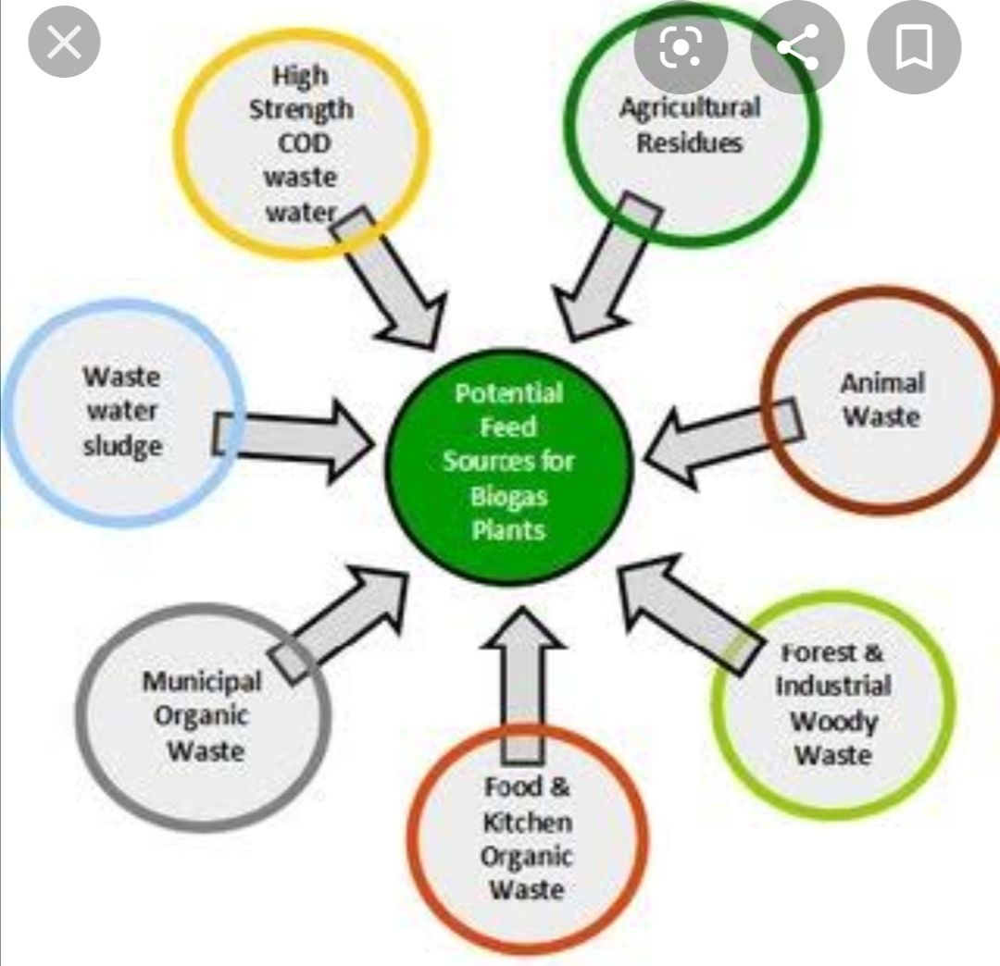 High
Strength
COD
waste
water
Agricultural
Residues
Waste
water
sludge
Potential
Feed
Sources for
Biogas
Plants
Animal
Waste
Municipal
Organic
Waste
Food &
Kitchen
Organic
Waste
Forest &
Industrial
Woody
Waste